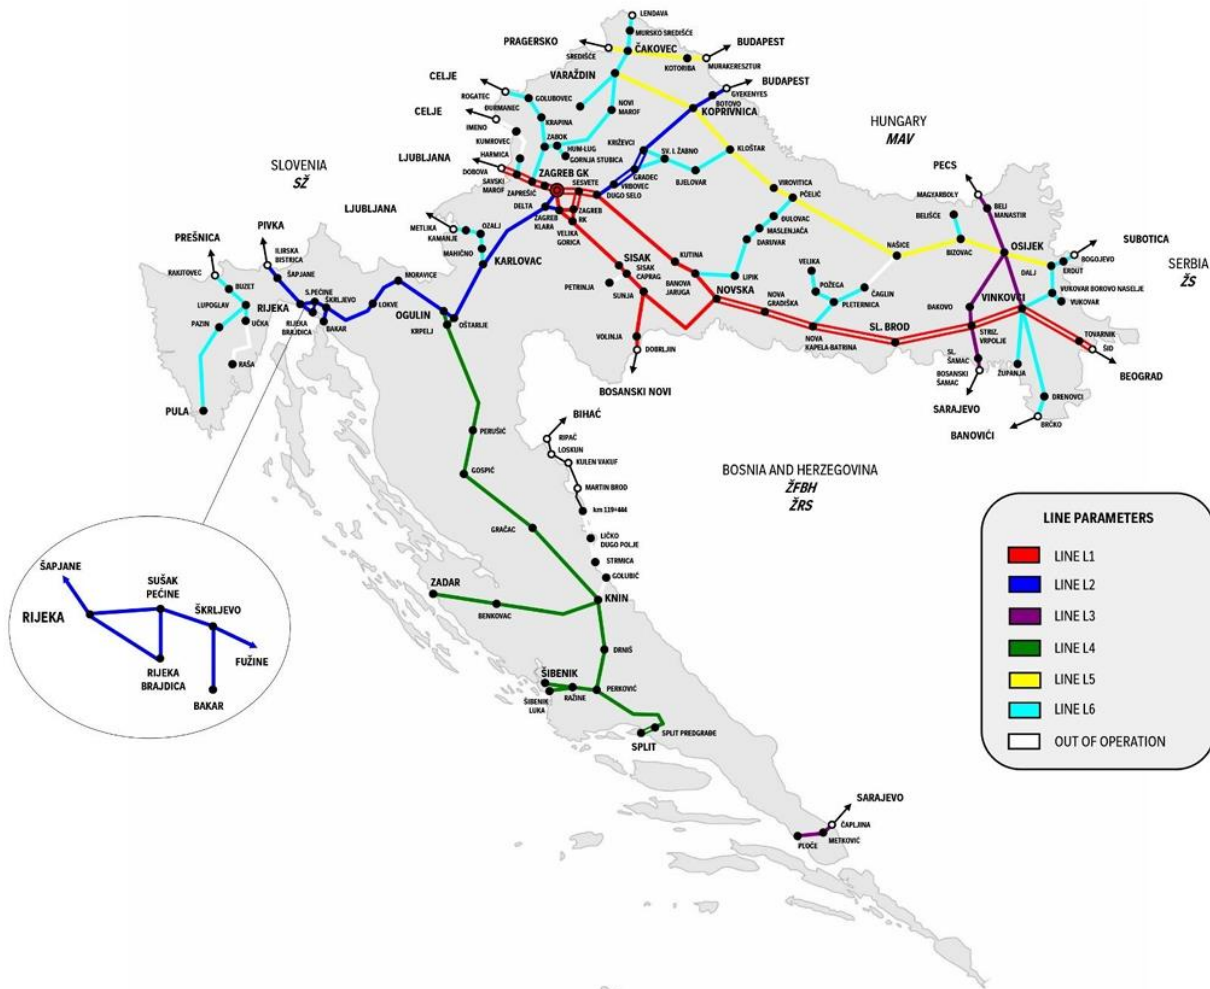 LENDAVA
MURSKO SREDIŠĆE
PRAGERSKO
ČAKOVEC
BUDAPEST
SREDIŠČE
KOTORIBA
MURAKERESZTUR
VARAŽDIN
CELJE
BUDAPEST
ROGATEC
GOLUBOVEC
GYEKENYES
ĐURMANEC
NOVI
MAROF
BOTOVO
KOPRIVNICA
CELJE
IMENO
KRAPINA
HUNGARY
MAV
KUMROVEC
ZABOK
KRIŽEVCI
HUM-LUG
SV. I. ŽABNO
KLOŠTAR
HARMICA
GORNJA STUBICA
SLOVENIA
SŽ
LJUBLJANA
GRADEC
PECS
DOBOVA
ZAGREB GK
BJELOVAR
SAVSKI
MAROF
SESVETE
VRBOVEC
VIROVITICA
ZAPREŠIĆ
DUGO SELO
PČELIĆ
MAGYARBOLY
BELI
MANASTIR
DELTA
LJUBLJANA
ZAGREB
KLARA
ZAGREB
RK
ĐULOVAC
BELIŠĆE
PIVKA
METLIKA
OZALJ
VELIKA
GORICA
MASLENJAČA
KAMANJE
DARUVAR
PREŠNICA
MAHIČNO
NAŠICE
OSIJEK
SUBOTICA
ILIRSKA
BISTRICA
BIZOVAC
BOGOJEVO
KARLOVAC
SISAK
KUTINA
VELIKA
DALJ
ERDUT
SERBIA
ŽS
RAKITOVEC
ŠAPJANE
MORAVICE
SISAK
CAPRAG
LIPIK
BUZET
PETRINJA
BANOVA
JARUGA
POŽEGA
ČAGLIN
VUKOVAR BOROVO NASELJE
LUPOGLAV
S.PEĆINE
SUNJA
NOVSKA
PLETERNICA
VUKOVAR
RIJEKA
ŠKRLJEVO
ĐAKOVO
VINKOVCI
LOKVE
OGULIN
NOVA
GRADIŠKA
PAZIN
UČKA
RIJEKA
BRAJDICA
BAKAR
KRPELJ
OŠTARIJE
SL. BROD
STRIZ.
VRPOLJE
TOVARNIK
VOLINJA
NOVA
KAPELA-BATRINA
ŠID
DOBRLJIN
SL.
ŠAMAC
RAŠA
BOSANSKI
ŠAMAC
ŽUPANJA
BEOGRAD
BOSANSKI NOVI
DRENOVCI
PULA
SARAJEVO
BIHAĆ
BRČKO
BANOVIĆI
PERUŠIĆ
RIPAČ
LOSKUN
KULEN VAKUF
GOSPIĆ
BOSNIA AND HERZEGOVINA
ŽFBH
ŽRS
MARTIN BROD
km 119+444
LINE PARAMETERS
GRAČAC
LIČKO
DUGO POLJE
LINE L1
STRMICA
LINE L2
ŠAPJANE
ZADAR
GOLUBIĆ
SUŠAK
PEĆINE
KNIN
ŠKRLJEVO
BENKOVAC
LINE L3
RIJEKA
DRNIŠ
LINE L4
FUŽINE
RIJEKA
BRAJDICA
ŠIBENIK
LINE L5
BAKAR
ŠIBENIK
LUKA
RAŽINE
PERKOVIĆ
LINE L6
SPLIT PREDGRAĐE
OUT OF OPERATION
SPLIT
SARAJEVO
ČAPLJINA
PLOČE
METKOVIĆ